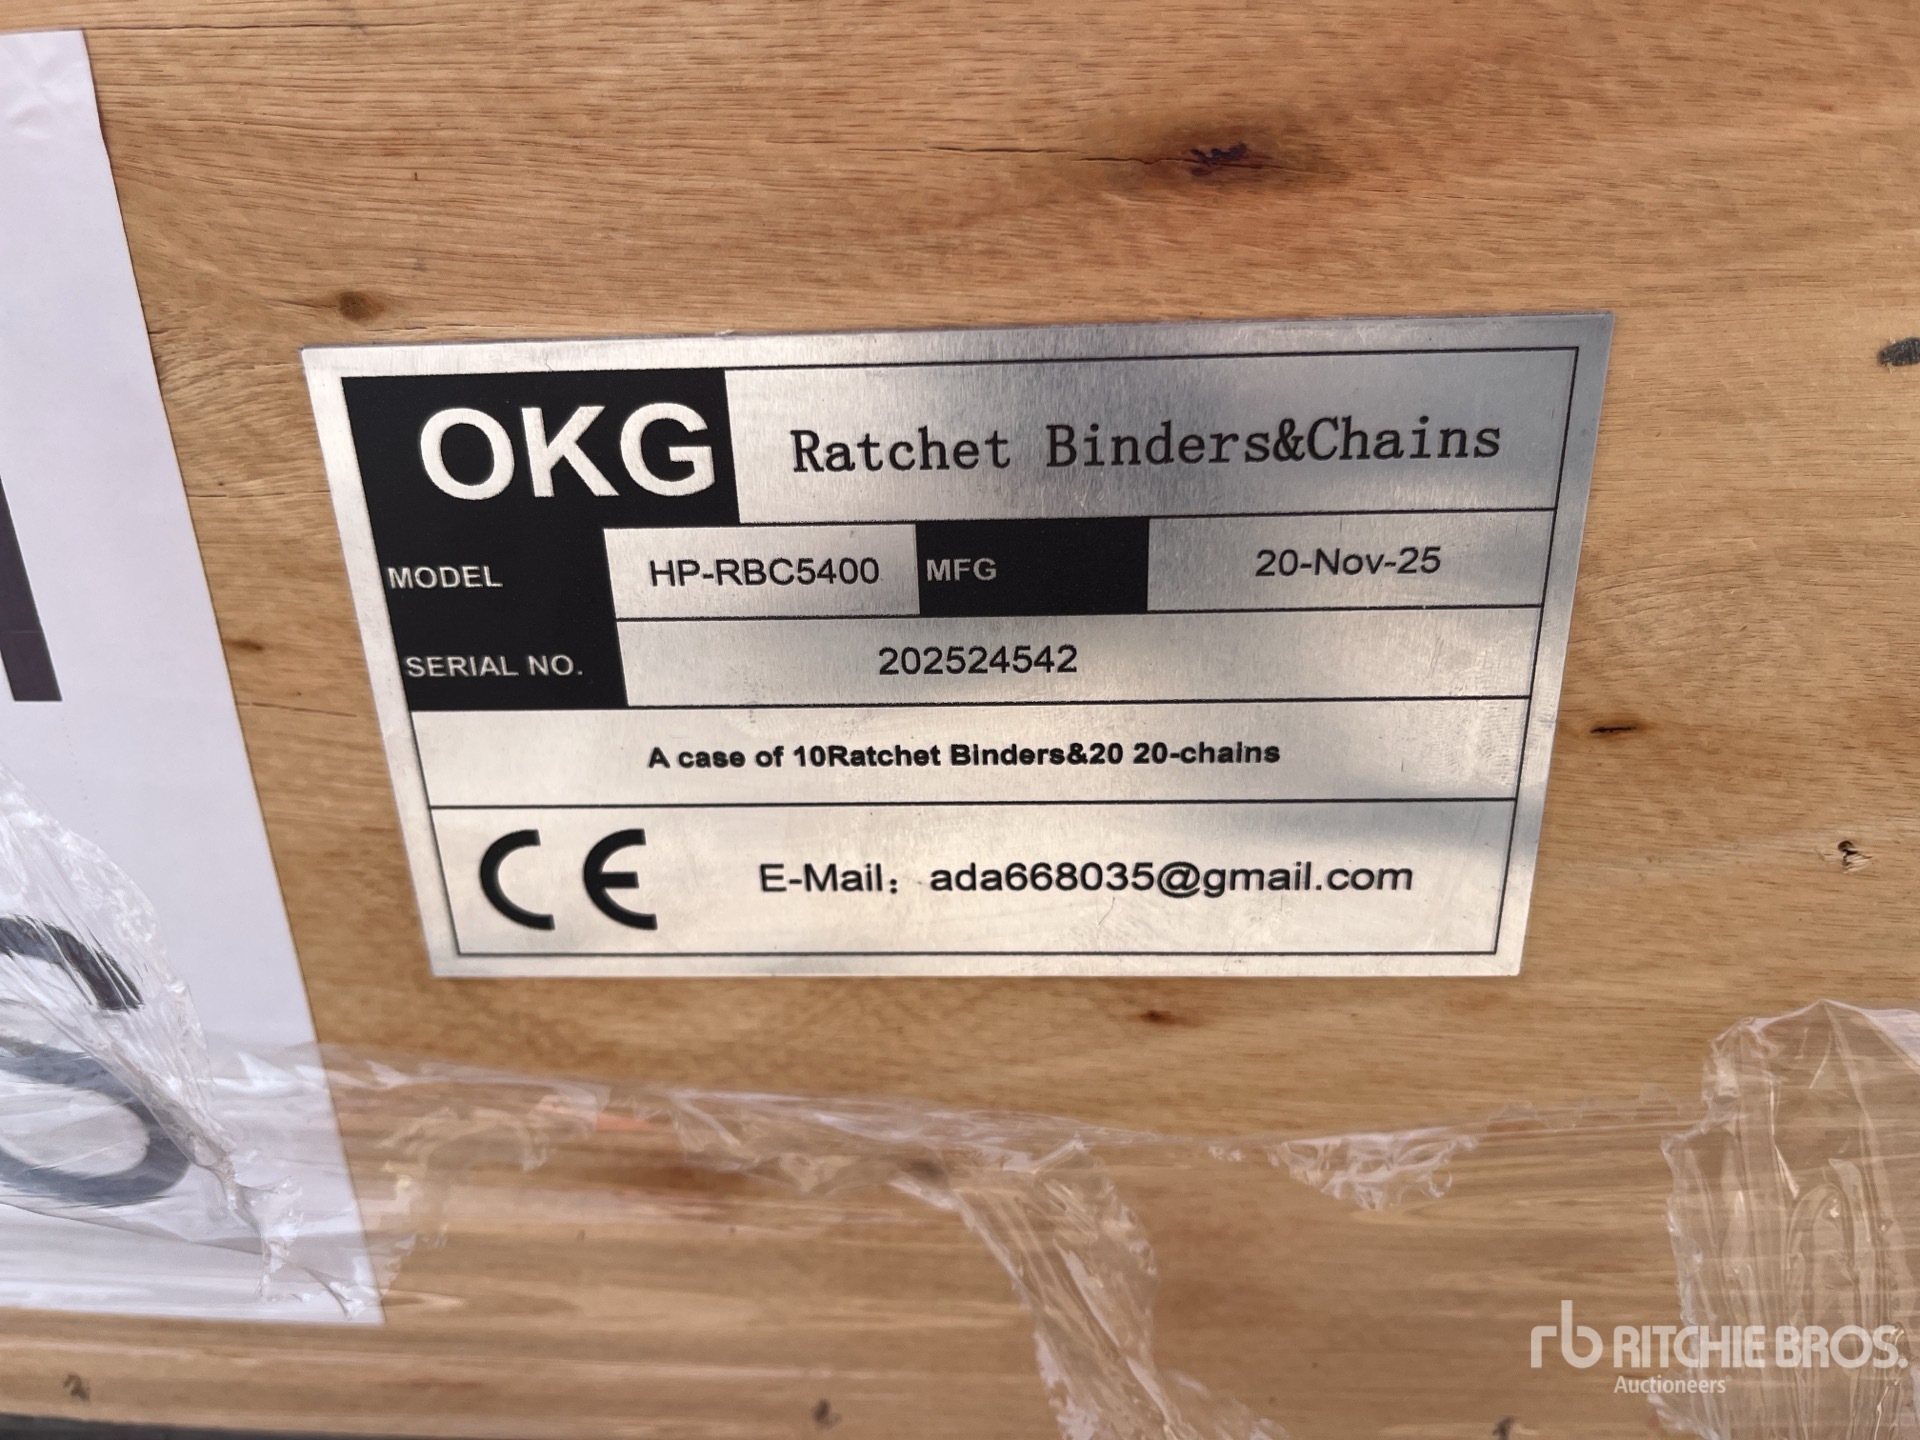 OKG
Ratchet Binders&Chains
MODEL
HP-RBC5400
MFG
20-Nov-25
SERIAL NO.
202524542
A case of 10Ratchet Binders&20 20-chains
CE
E-Mail：ada668035@gmail.com
rb RITCHIE BROS.
Auctioneers